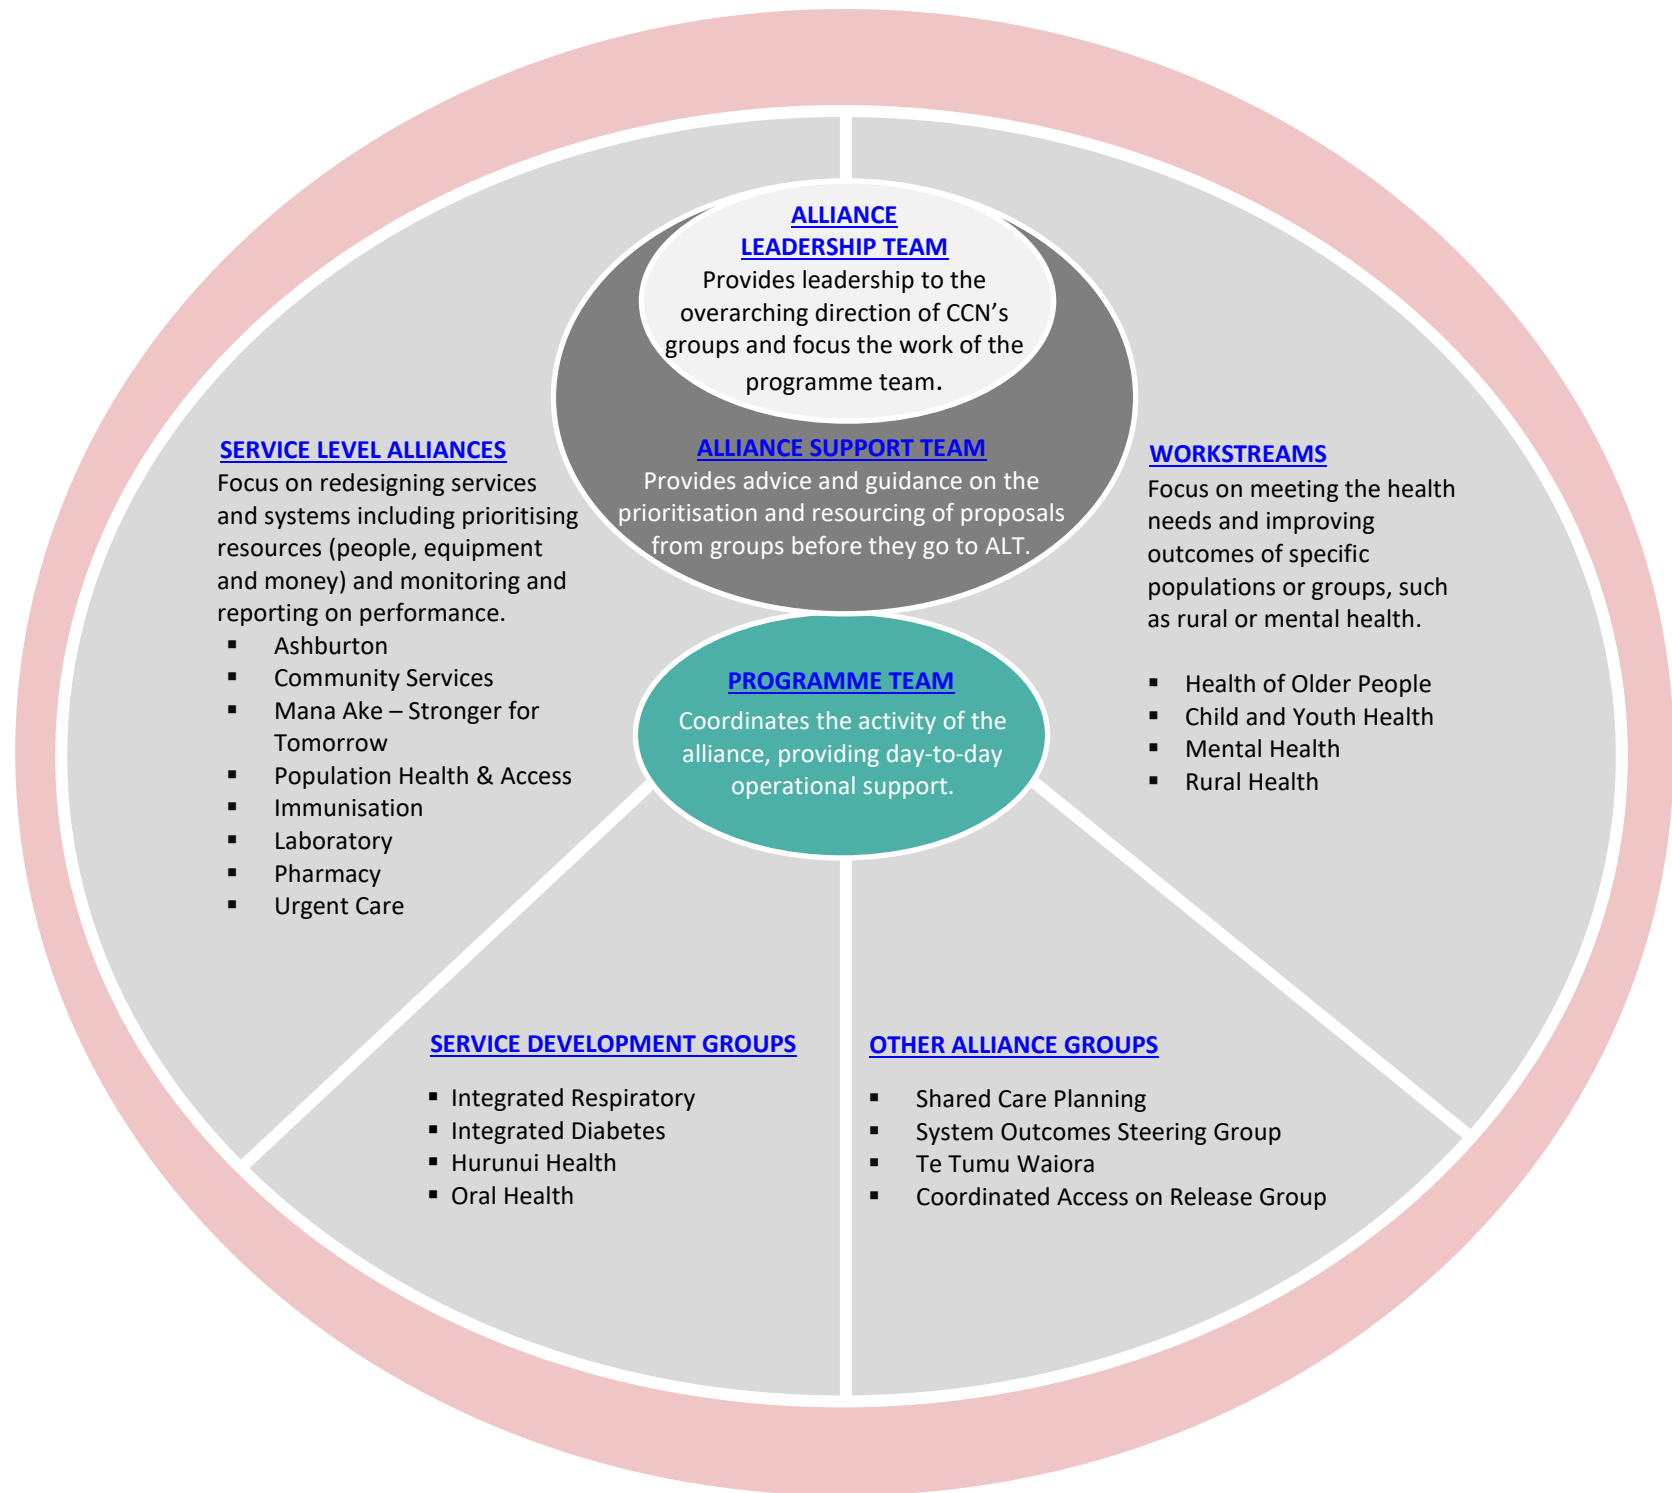 ALLIANCE
LEADERSHIP TEAM
Provides leadership to the
overarching direction of CCN’s
groups and focus the work of the
programme team.
ALLIANCE SUPPORT TEAM
Provides advice and guidance on the
prioritisation and resourcing of proposals
from groups before they go to ALT.
PROGRAMME TEAM
Coordinates the activity of the
alliance, providing day-to-day
operational support.
SERVICE LEVEL ALLIANCES
Focus on redesigning services
and systems including prioritising
resources (people, equipment
and money) and monitoring and
reporting on performance.
▪ Ashburton
▪ Community Services
▪ Mana Ake – Stronger for
Tomorrow
▪ Population Health & Access
▪ Immunisation
▪ Laboratory
▪ Pharmacy
▪ Urgent Care
WORKSTREAMS
Focus on meeting the health
needs and improving
outcomes of specific
populations or groups, such
as rural or mental health.
▪ Health of Older People
▪ Child and Youth Health
▪ Mental Health
▪ Rural Health
SERVICE DEVELOPMENT GROUPS
▪ Integrated Respiratory
▪ Integrated Diabetes
▪ Hurunui Health
▪ Oral Health
OTHER ALLIANCE GROUPS
▪ Shared Care Planning
▪ System Outcomes Steering Group
▪ Te Tumu Waiora
▪ Coordinated Access on Release Group